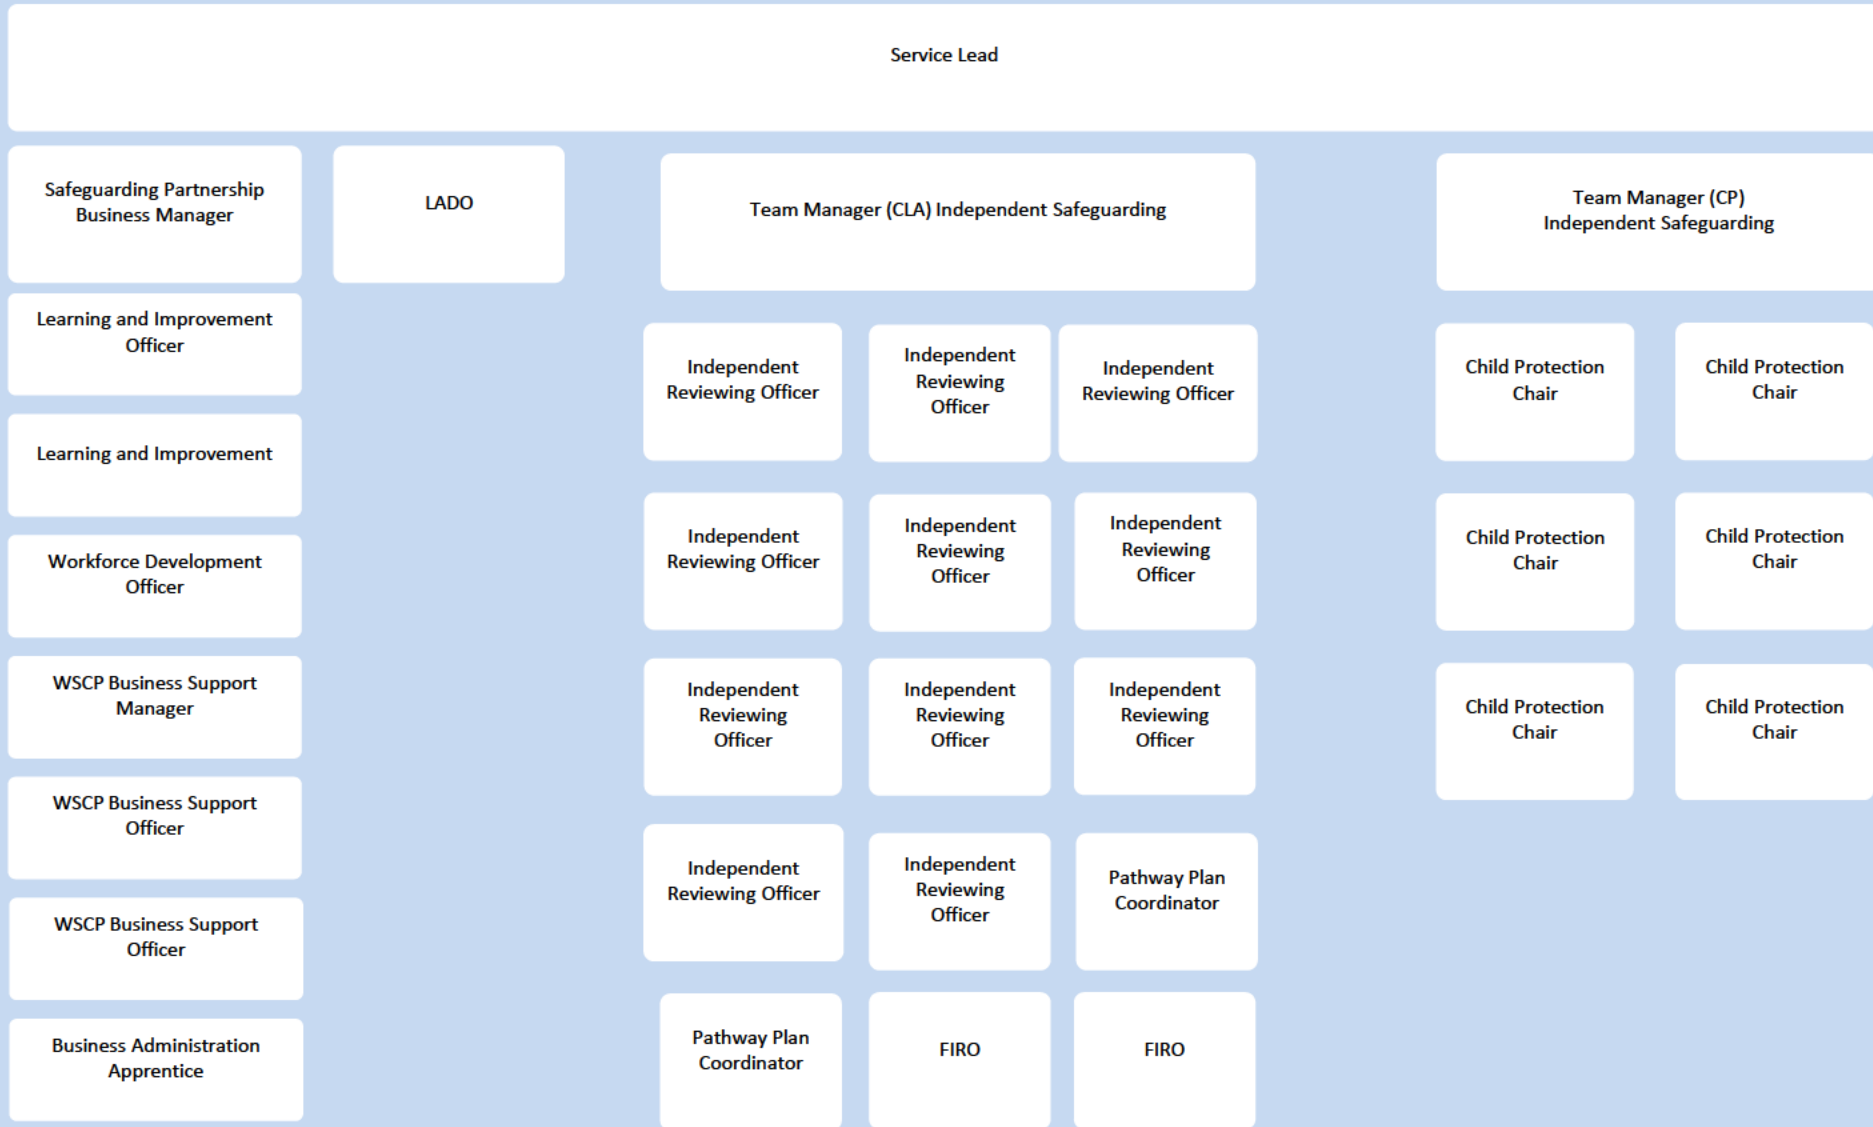 Service Lead
Safeguarding Partnership
Business Manager
LADO
Team Manager (CLA) Independent Safeguarding
Team Manager (CP)
Independent Safeguarding
Learning and Improvement
Officer
Learning and Improvement
Workforce Development
Officer
WSCP Business Support
Manager
WSCP Business Support
Officer
WSCP Business Support
Officer
Business Administration
Apprentice
Independent
Reviewing Officer
Independent
Reviewing
Officer
Independent
Reviewing Officer
Independent
Reviewing Officer
Independent
Reviewing
Officer
Independent
Reviewing
Officer
Independent
Reviewing
Officer
Independent
Reviewing
Officer
Independent
Reviewing
Officer
Independent
Reviewing Officer
Independent
Reviewing
Officer
Pathway Plan
Coordinator
Pathway Plan
Coordinator
FIRO
FIRO
Child Protection
Chair
Child Protection
Chair
Child Protection
Chair
Child Protection
Chair
Child Protection
Chair
Child Protection
Chair